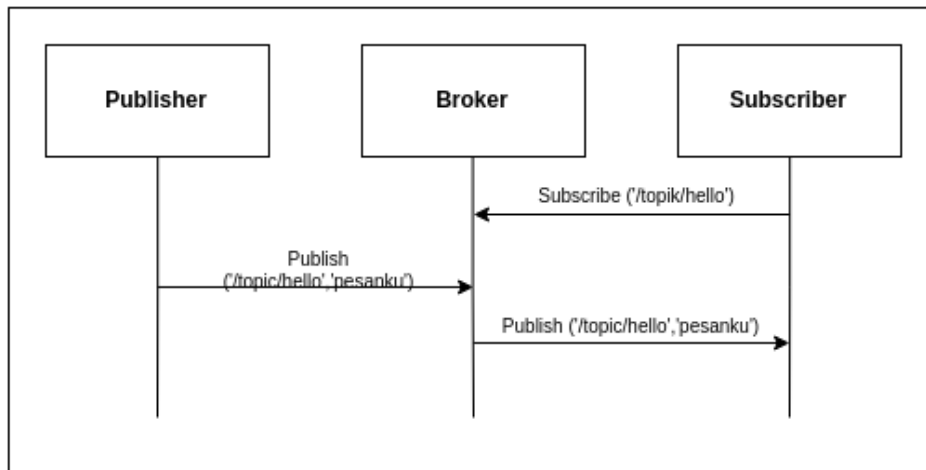 Publisher
Broker
Subscriber
Subscribe ('/topik/hello')
Publish
('/topic/hello','pesanku')
Publish ('/topic/hello','pesanku')